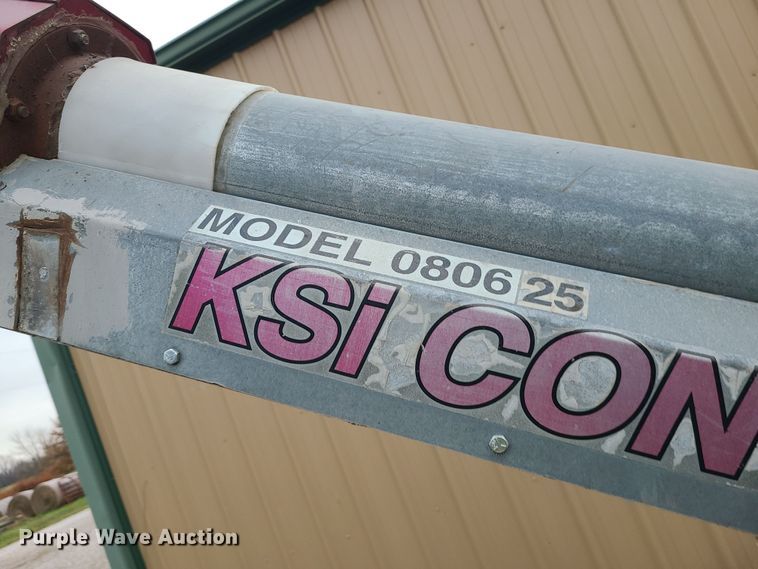 MODEL 0806 25
KSi CON
Purple Wave Auction